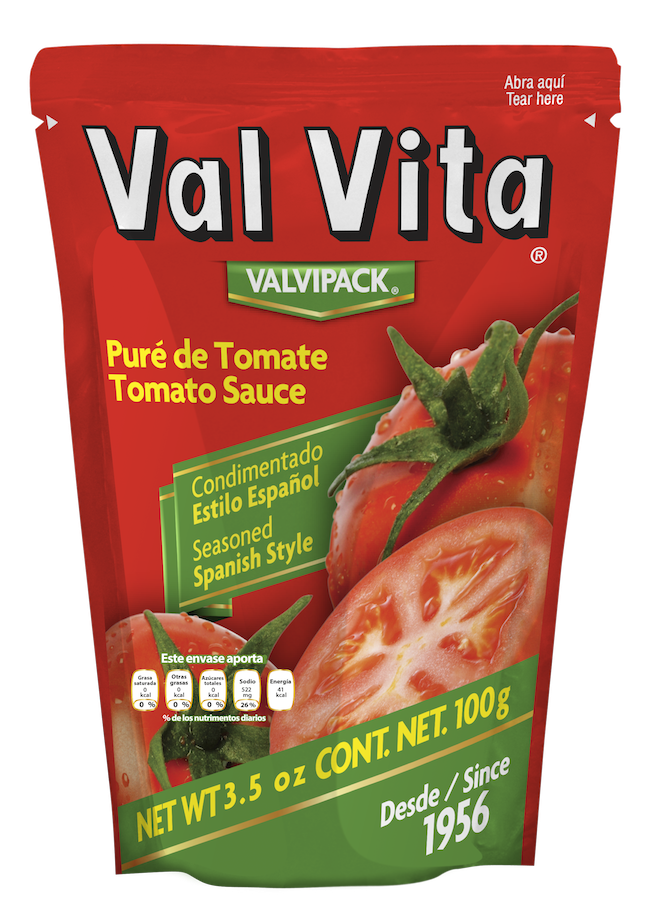 Abra aquí
Tear here
Val Vita
®
VALVIPACK®
Puré de Tomate
Tomato Sauce
Condimentado
Estilo Español
Seasoned
Spanish Style
Este envase aporta
Grasa saturada 0 kcal 0 %
Otras grasas 0 kcal 0 %
Azúcares totales 0 kcal 0 %
Sodio 522 mg 26 %
Energía 41 kcal
% de los nutrimentos diarios
NET WT 3.5 oz CONT. NET. 100g
Desde / Since
1956